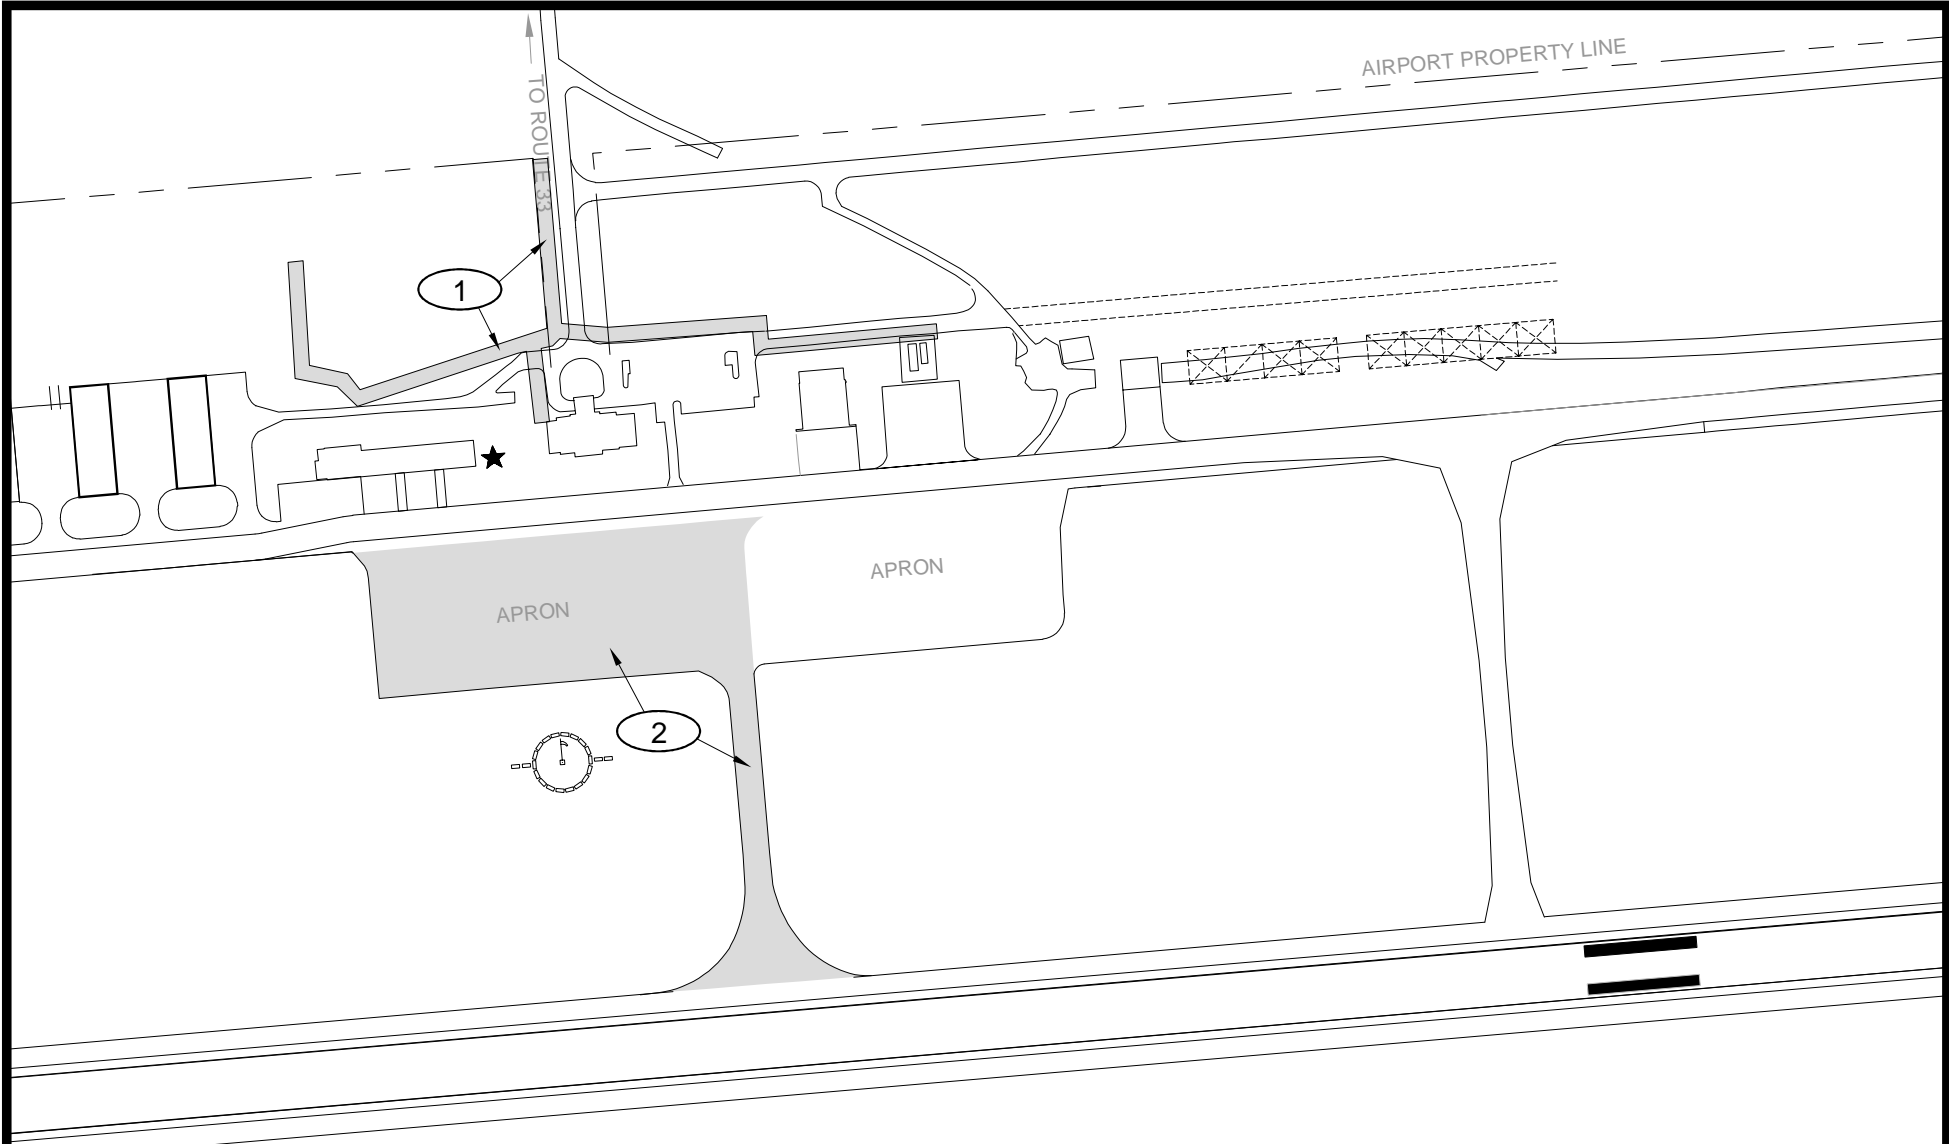 AIRPORT PROPERTY LINE
TO ROUTE 33
1
APRON
APRON
2